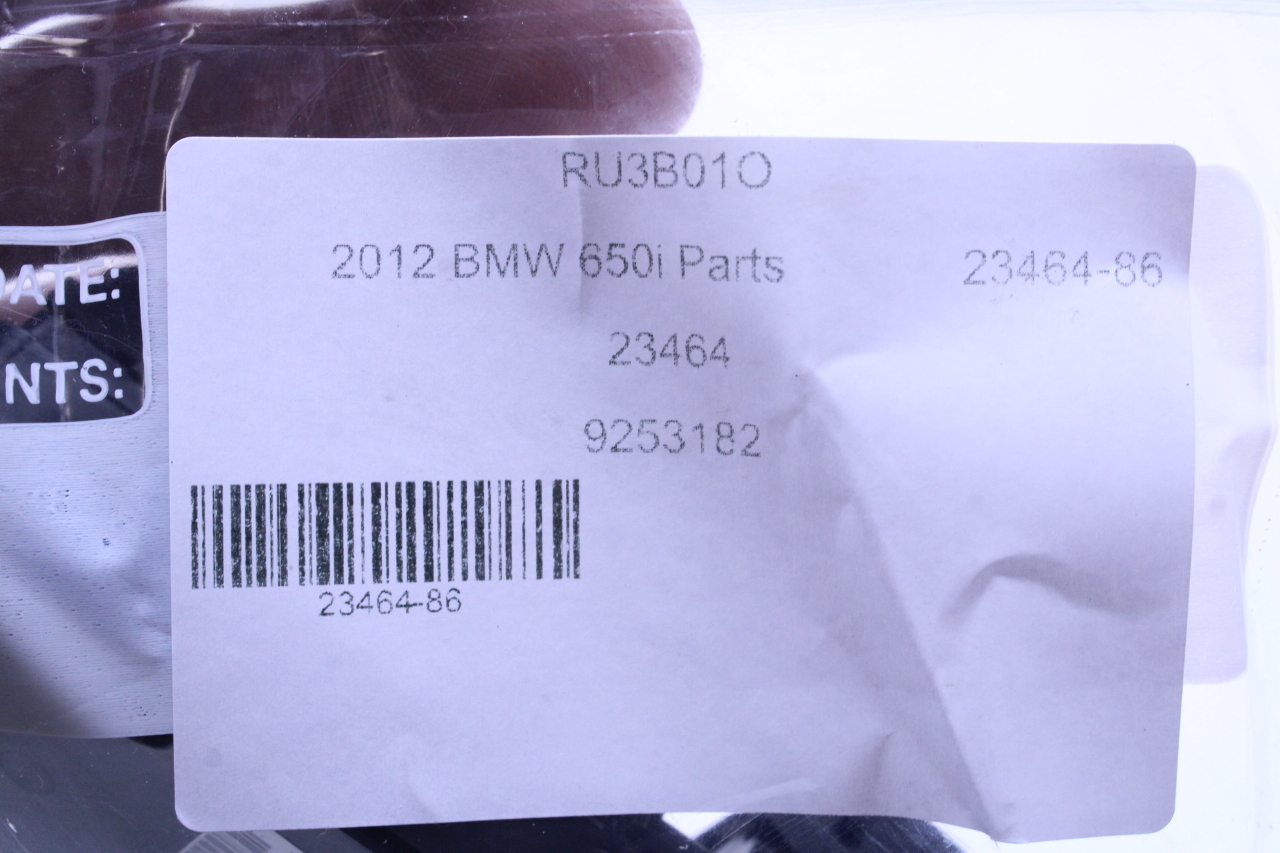 RU3B01O
2012 BMW 650i Parts 23464-86
23464
9253182
23464-86
DATE:
NTS: